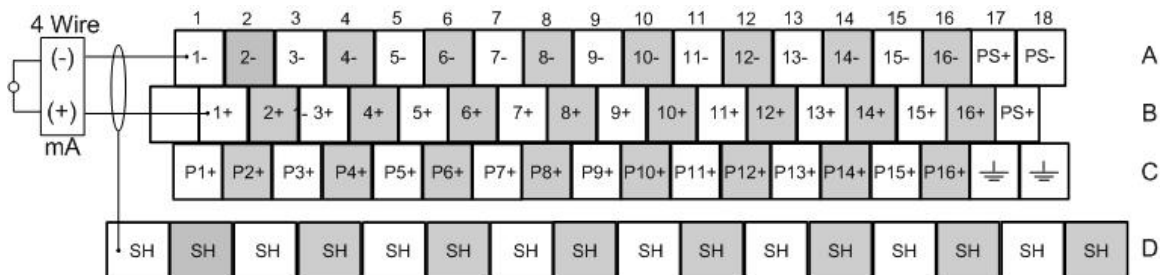 4 Wire
1 2 3 4 5 6 7 8 9 10 11 12 13 14 15 16 17 18
(-) 1- 2- 3- 4- 5- 6- 7- 8- 9- 10- 11- 12- 13- 14- 15- 16- PS+ PS- A
(+) 1+ 2+ 1- 3+ 4+ 5+ 6+ 7+ 8+ 9+ 10+ 11+ 12+ 13+ 14+ 15+ 16+ PS+ B
mA
P1+ P2+ P3+ P4+ P5+ P6+ P7+ P8+ P9+ P10+ P11+ P12+ P13+ P14+ P15+ P16+ C
SH SH SH SH SH SH SH SH SH SH SH SH SH SH SH SH D